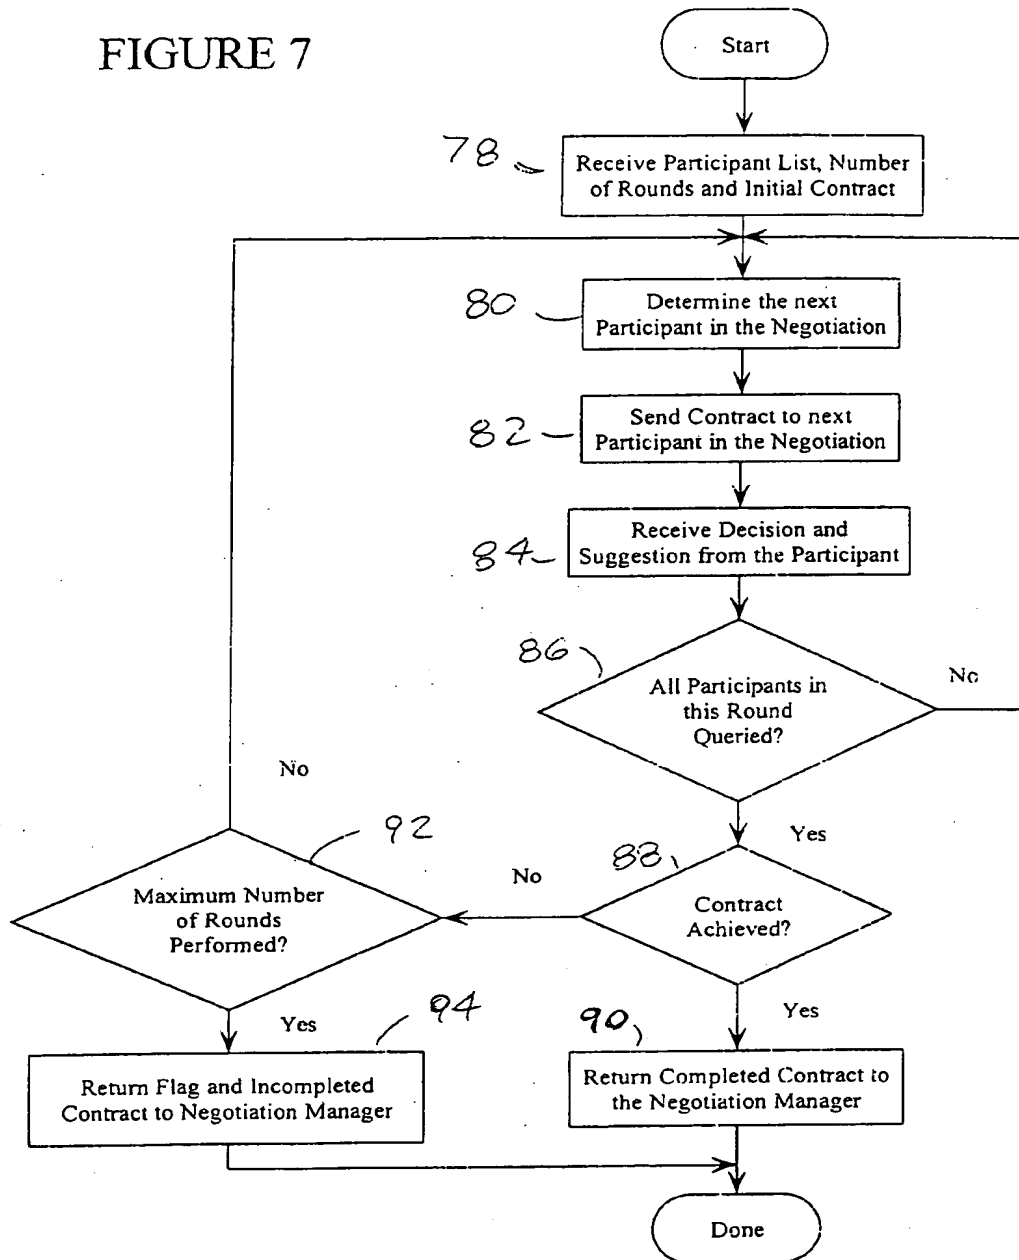 FIGURE 7
Start
78
Receive Participant List, Number
of Rounds and Initial Contract
80
Determine the next
Participant in the Negotiation
82
Send Contract to next
Participant in the Negotiation
84
Receive Decision and
Suggestion from the Participant
86
All Participants in
this Round
Queried?
No
Yes
No
92
Maximum Number
of Rounds
Performed?
No
88
Contract
Achieved?
Yes
94
Return Flag and Incompleted
Contract to Negotiation Manager
Yes
90
Return Completed Contract to
the Negotiation Manager
Done